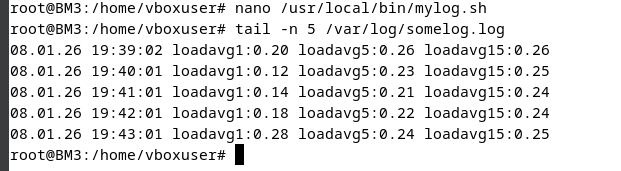 root@BM3:/home/vboxuser# nano /usr/local/bin/mylog.sh
root@BM3:/home/vboxuser# tail -n 5 /var/log/somelog.log
08.01.26 19:39:02 loadavg1:0.20 loadavg5:0.26 loadavg15:0.26
08.01.26 19:40:01 loadavg1:0.12 loadavg5:0.23 loadavg15:0.25
08.01.26 19:41:01 loadavg1:0.14 loadavg5:0.21 loadavg15:0.24
08.01.26 19:42:01 loadavg1:0.18 loadavg5:0.22 loadavg15:0.24
08.01.26 19:43:01 loadavg1:0.28 loadavg5:0.24 loadavg15:0.25
root@BM3:/home/vboxuser#